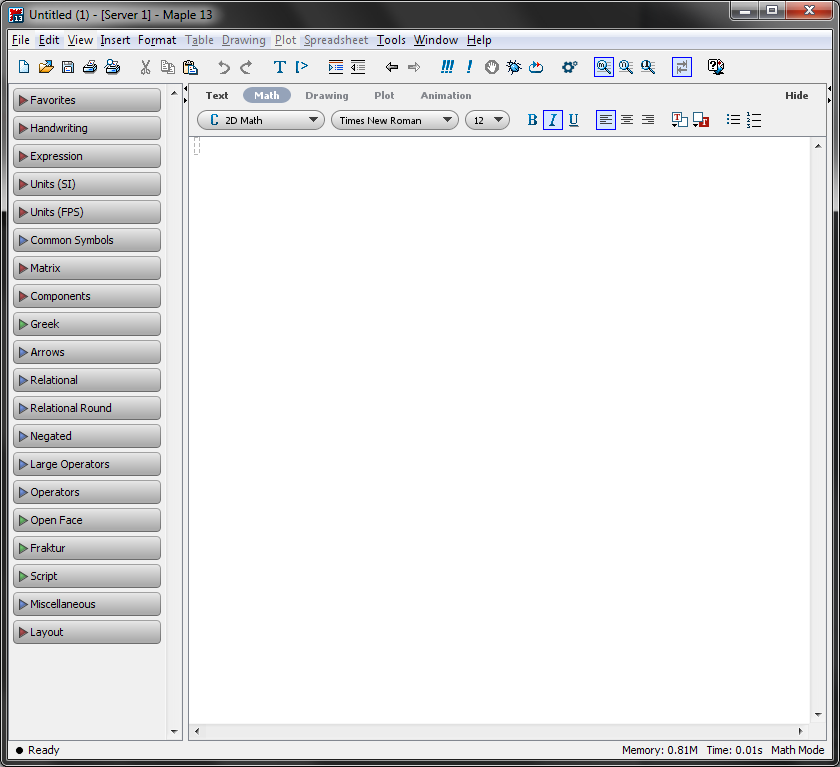 Untitled (1) - [Server 1] - Maple 13
File Edit View Insert Format Table Drawing Plot Spreadsheet Tools Window Help
Text Math Drawing Plot Animation Hide
C 2D Math Times New Roman 12 B I U
Favorites
Handwriting
Expression
Units (SI)
Units (FPS)
Common Symbols
Matrix
Components
Greek
Arrows
Relational
Relational Round
Negated
Large Operators
Operators
Open Face
Fraktur
Script
Miscellaneous
Layout
Ready Memory: 0.81M Time: 0.01s Math Mode